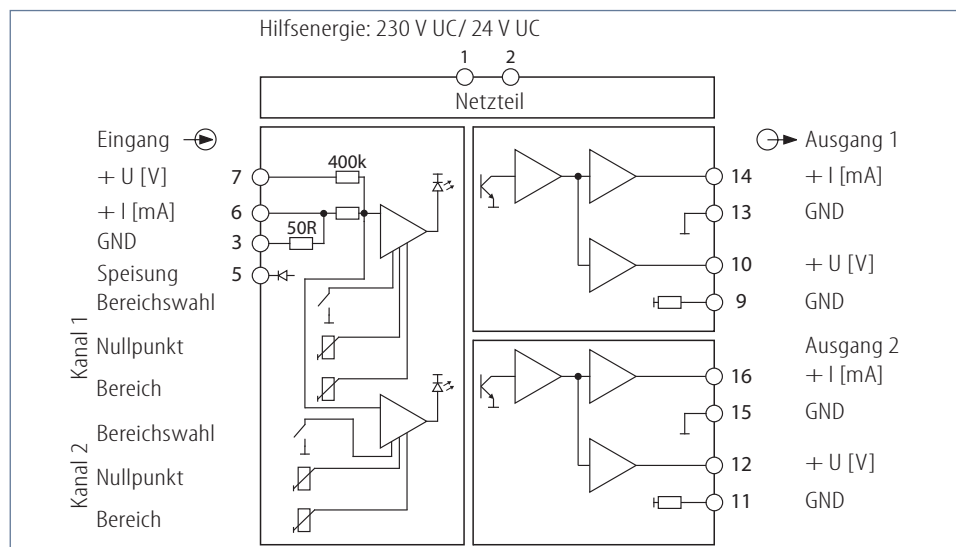 Hilfsenergie: 230 V UC/ 24 V UC
1 2
Netzteil
Eingang
+ U [V] 7
400k
+ I [mA] 6
GND 3
50R
Speisung 5
Kanal 1
Bereichswahl
Nullpunkt
Bereich
Kanal 2
Bereichswahl
Nullpunkt
Bereich
Ausgang 1
14 + I [mA]
13 GND
10 + U [V]
9 GND
Ausgang 2
16 + I [mA]
15 GND
12 + U [V]
11 GND